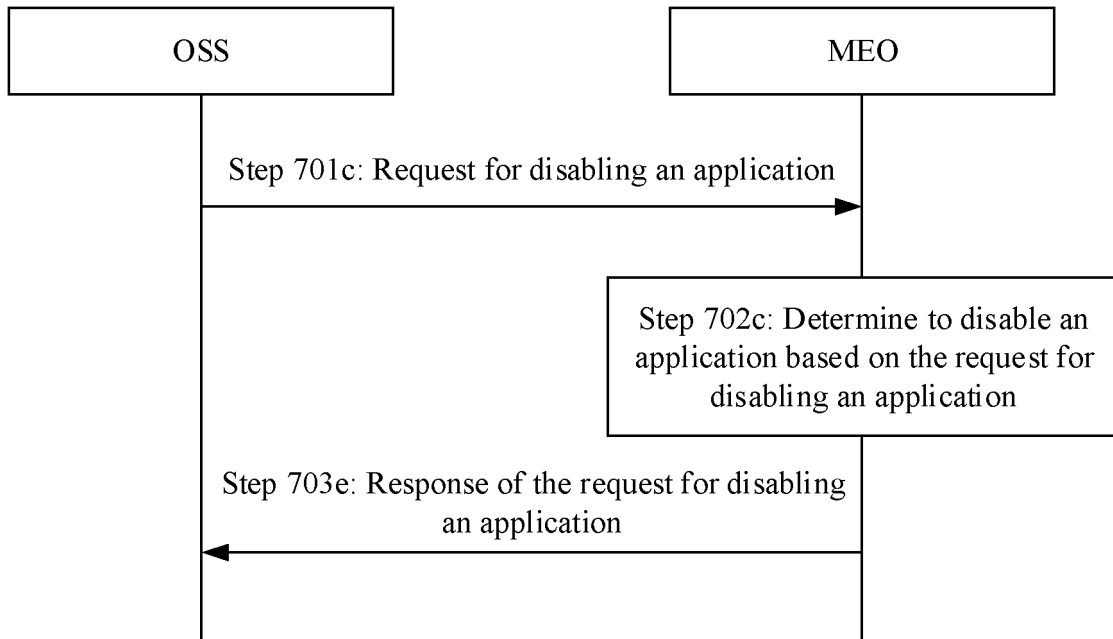 OSS
MEO
Step 701c: Request for disabling an application
Step 702c: Determine to disable an
application based on the request for
disabling an application
Step 703e: Response of the request for disabling
an application